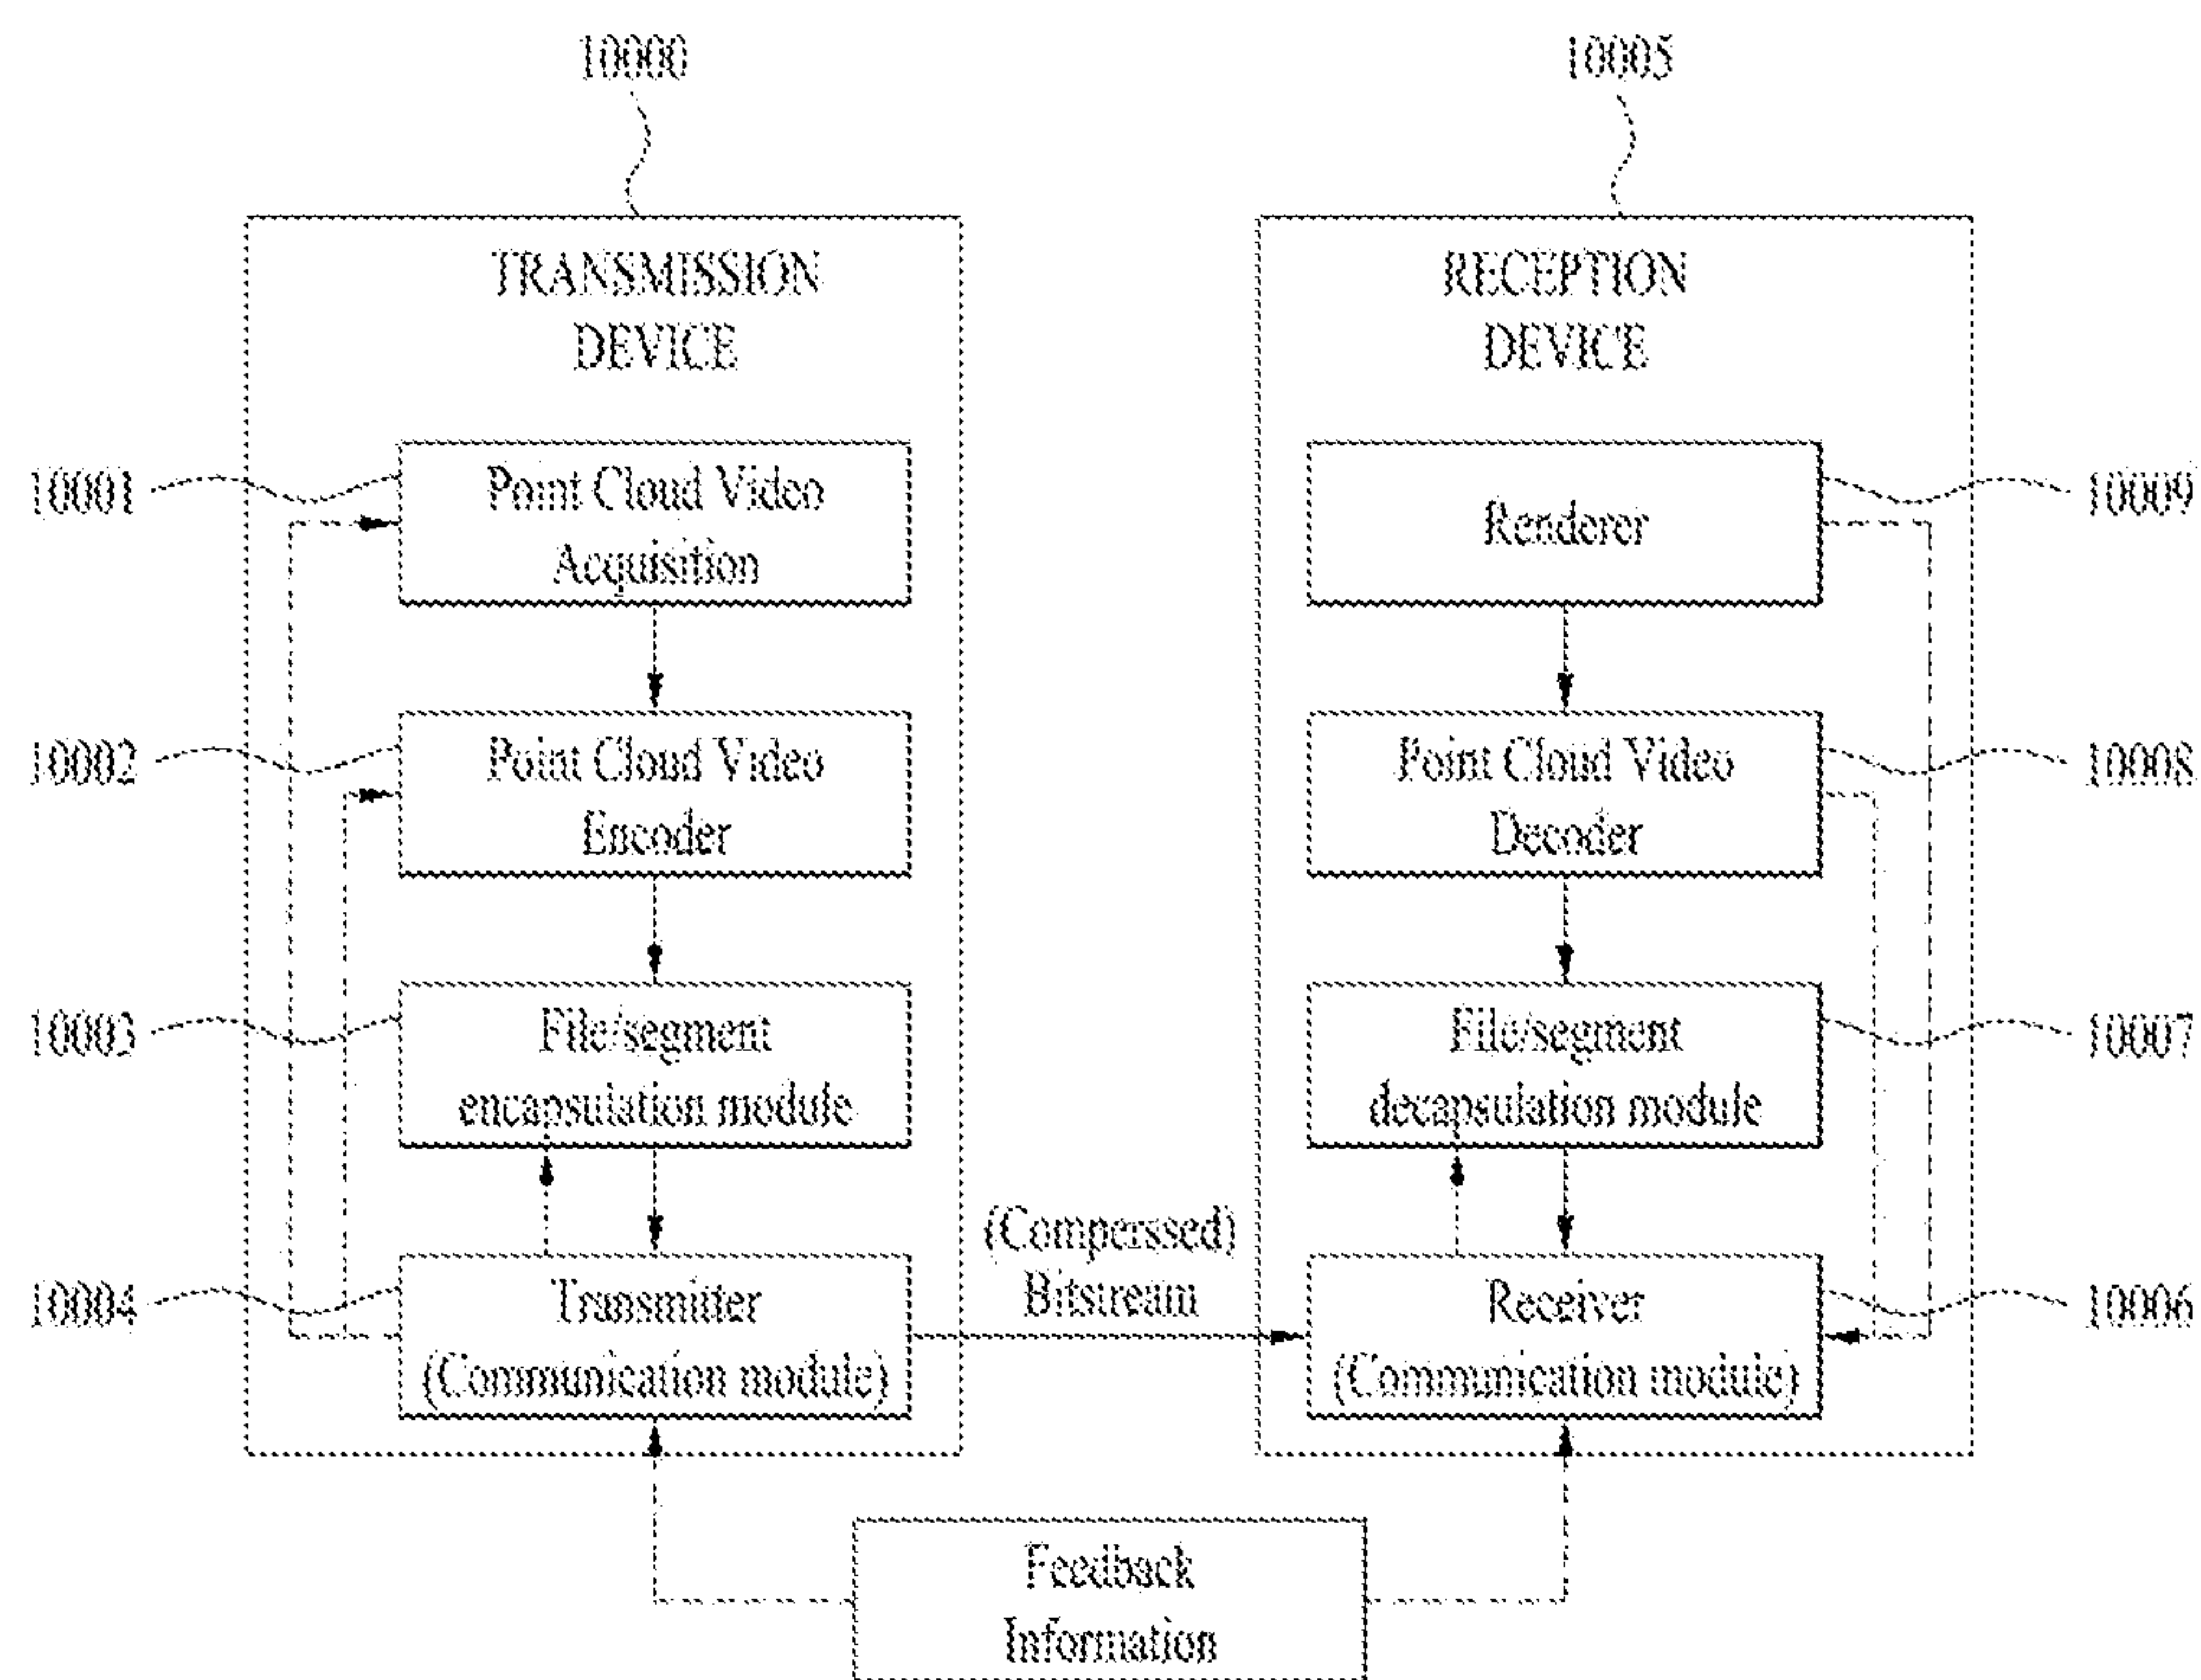 10000
10005
TRANSMISSION
DEVICE
RECEPTION
DEVICE
10001
Point Cloud Video
Acquisition
Renderer
10009
10002
Point Cloud Video
Encoder
Point Cloud Video
Decoder
10008
10003
File/segment
encapsulation module
File/segment
decapsulation module
10007
(Comperssed)
Bitstream
10004
Transmitter
(Communication module)
Receiver
(Communication module)
10006
Feedback
Information